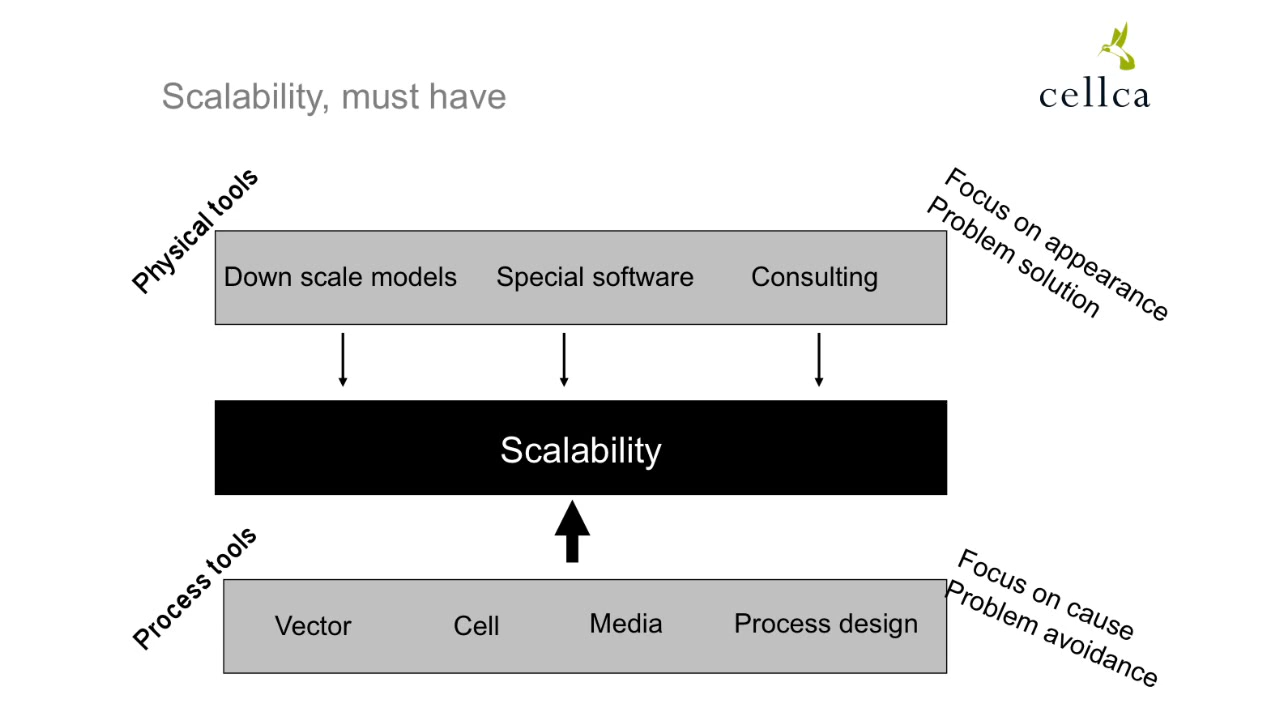 cellca
Scalability, must have
Physical tools
Focus on appearance
Problem solution
Down scale models
Special software
Consulting
Scalability
Process tools
Focus on cause
Problem avoidance
Vector
Cell
Media
Process design